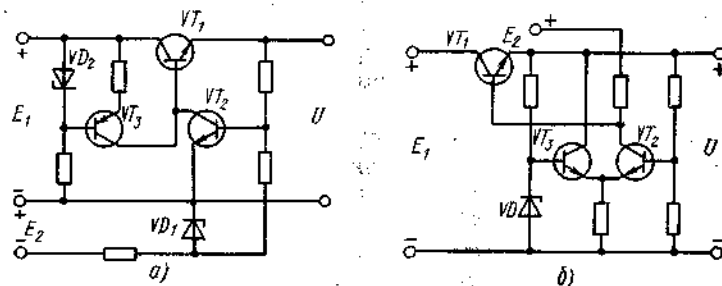 VT₁
+
VD₂
E₁
VT₃
VT₂
U
−
+
E₂
−
VD₁
а)
+
VT₁
E₂
+
+
E₁
VT₃
VT₂
U
VD
−
−
б)